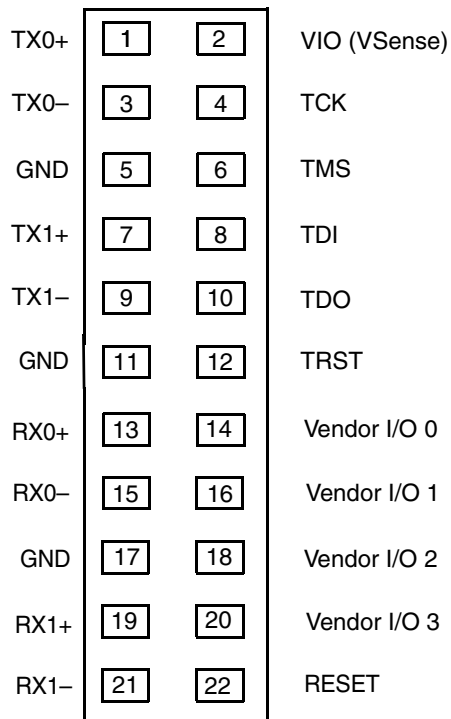 TX0+ 1 2 VIO (VSense)
TX0– 3 4 TCK
GND 5 6 TMS
TX1+ 7 8 TDI
TX1– 9 10 TDO
GND 11 12 TRST
RX0+ 13 14 Vendor I/O 0
RX0– 15 16 Vendor I/O 1
GND 17 18 Vendor I/O 2
RX1+ 19 20 Vendor I/O 3
RX1– 21 22 RESET